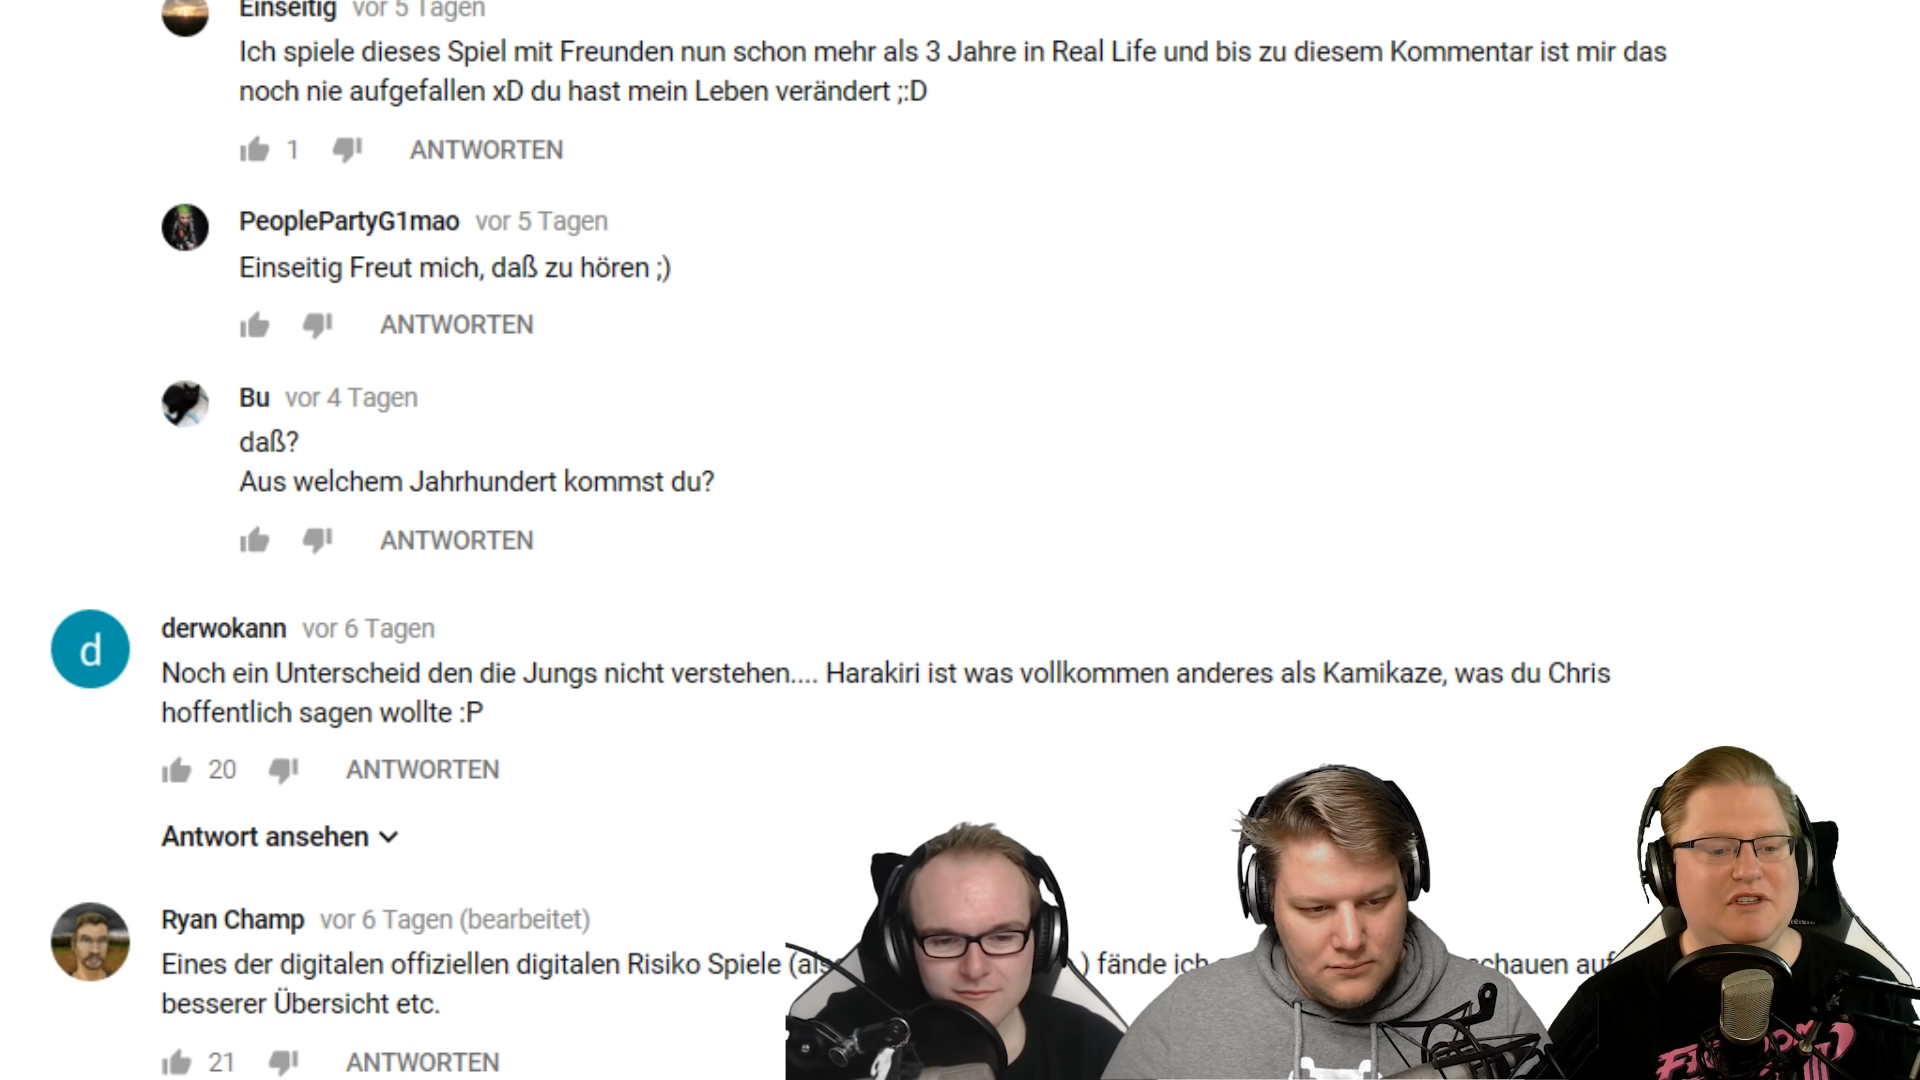 Einseitig vor 5 Tagen
Ich spiele dieses Spiel mit Freunden nun schon mehr als 3 Jahre in Real Life und bis zu diesem Kommentar ist mir das
noch nie aufgefallen xD du hast mein Leben verändert ;:D
1 ANTWORTEN
PeoplePartyG1mao vor 5 Tagen
Einseitig Freut mich, daß zu hören ;)
ANTWORTEN
Bu vor 4 Tagen
daß?
Aus welchem Jahrhundert kommst du?
ANTWORTEN
d
derwokann vor 6 Tagen
Noch ein Unterscheid den die Jungs nicht verstehen.... Harakiri ist was vollkommen anderes als Kamikaze, was du Chris
hoffentlich sagen wollte :P
20 ANTWORTEN
Antwort ansehen
Ryan Champ vor 6 Tagen (bearbeitet)
Eines der digitalen offiziellen digitalen Risiko Spiele ( ) fände ich
besserer Übersicht etc.
21 ANTWORTEN